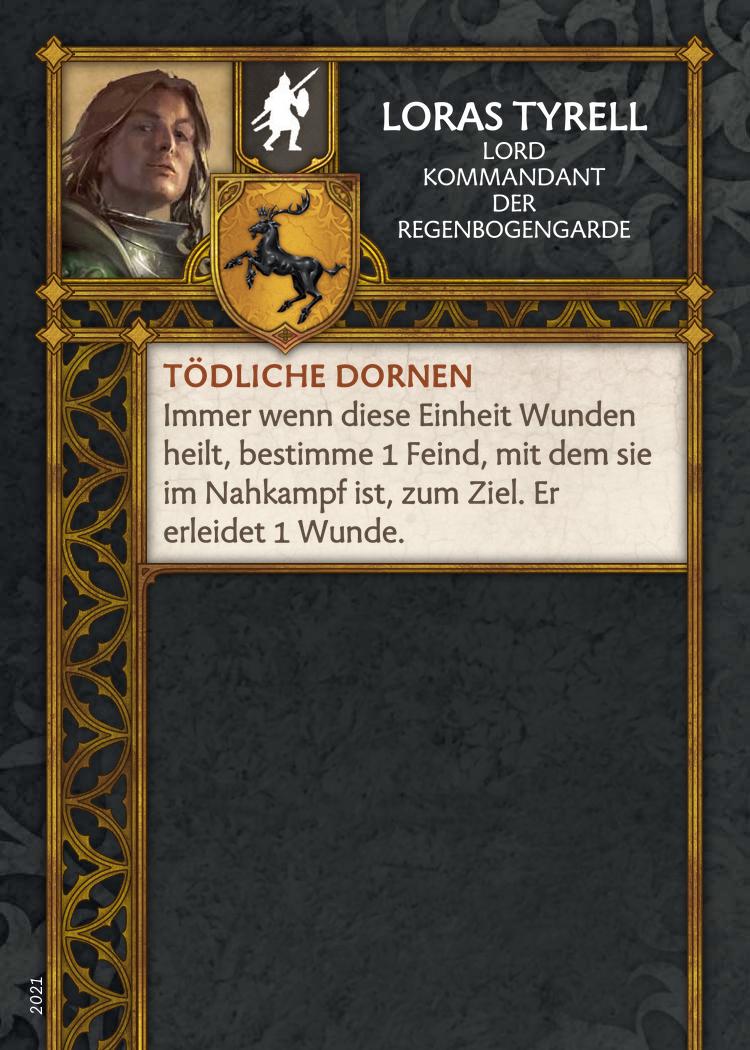 LORAS TYRELL
LORD
KOMMANDANT
DER
REGENBOGENGARDE
TÖDLICHE DORNEN
Immer wenn diese Einheit Wunden
heilt, bestimme 1 Feind, mit dem sie
im Nahkampf ist, zum Ziel. Er
erleidet 1 Wunde.
2021